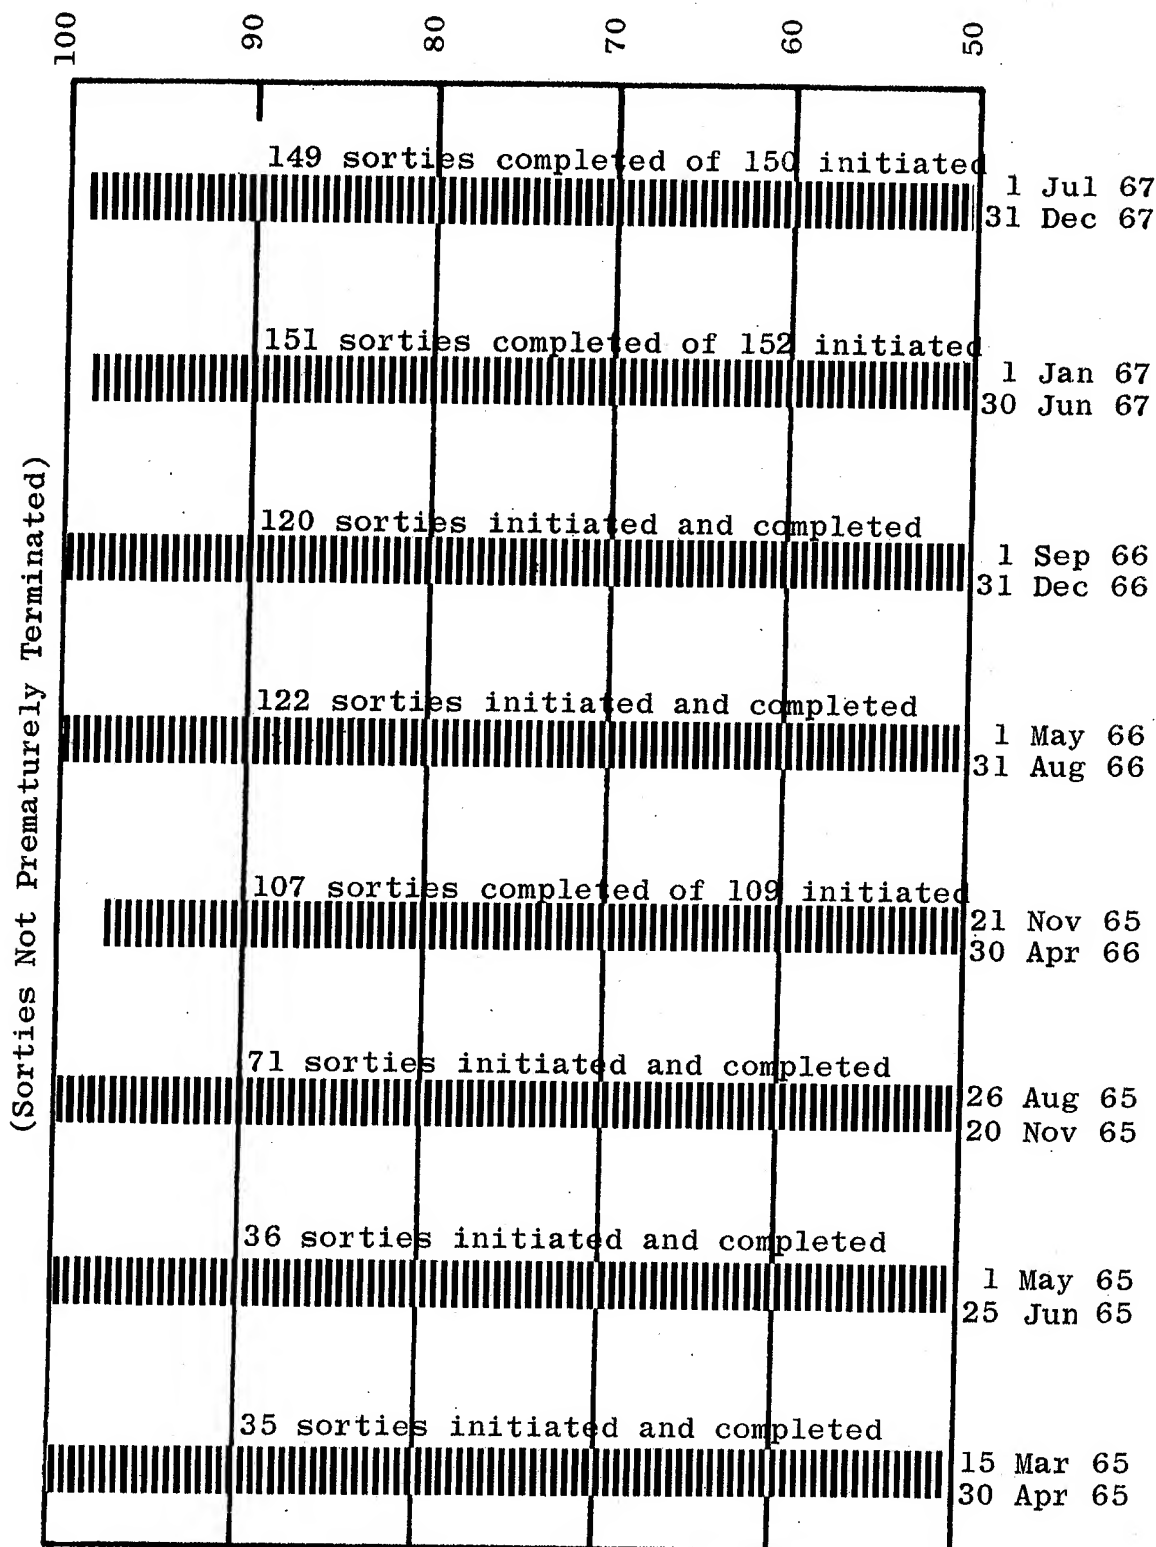 100
90
80
70
60
50
149 sorties completed of 150 initiated
1 Jul 67
31 Dec 67
151 sorties completed of 152 initiated
1 Jan 67
30 Jun 67
120 sorties initiated and completed
1 Sep 66
31 Dec 66
122 sorties initiated and completed
1 May 66
31 Aug 66
107 sorties completed of 109 initiated
21 Nov 65
30 Apr 66
71 sorties initiated and completed
26 Aug 65
20 Nov 65
36 sorties initiated and completed
1 May 65
25 Jun 65
35 sorties initiated and completed
15 Mar 65
30 Apr 65
(Sorties Not Prematurely Terminated)